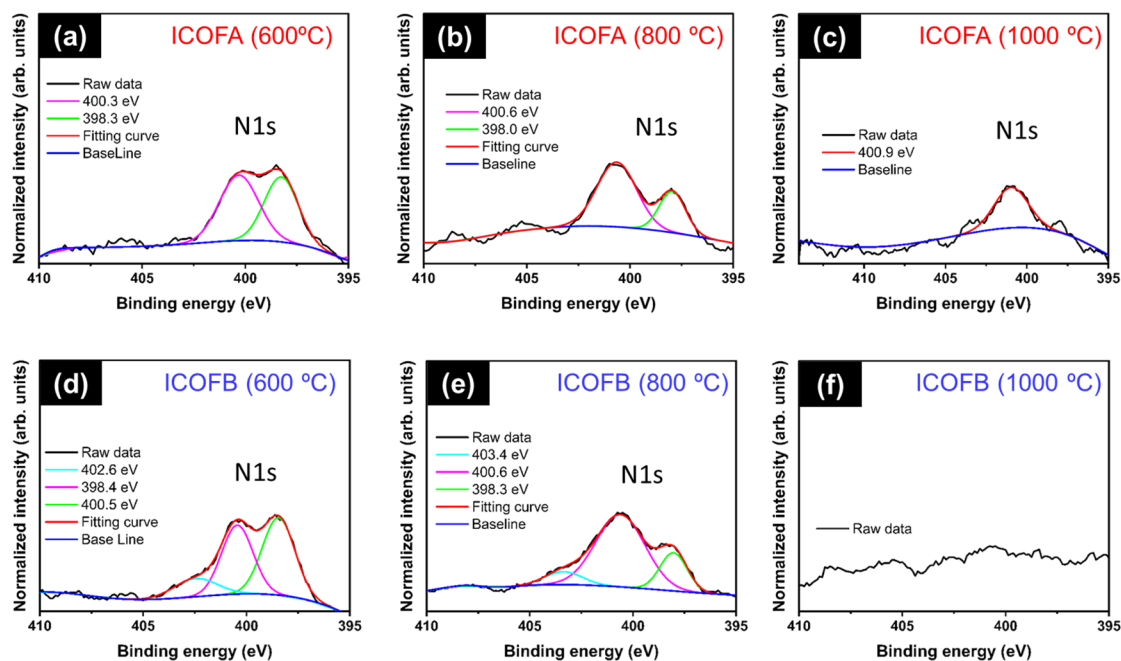 (a) ICOFA (600ºC)
Normalized intensity (arb. units)
Raw data
400.3 eV
398.3 eV
Fitting curve
BaseLine
N1s
410 405 400 395
Binding energy (eV)
(b) ICOFA (800 ºC)
Normalized intensity (arb. units)
Raw data
400.6 eV
398.0 eV
Fitting curve
Baseline
N1s
410 405 400 395
Binding energy (eV)
(c) ICOFA (1000 ºC)
Normalized intensity (arb. units)
Raw data
400.9 eV
Baseline
N1s
410 405 400 395
Binding energy (eV)
(d) ICOFB (600 ºC)
Normalized intensity (arb. units)
Raw data
402.6 eV
398.4 eV
400.5 eV
Fitting curve
Base Line
N1s
410 405 400 395
Binding energy (eV)
(e) ICOFB (800 ºC)
Normalized intensity (arb. units)
Raw data
403.4 eV
400.6 eV
398.3 eV
Fitting curve
Baseline
N1s
410 405 400 395
Binding energy (eV)
(f) ICOFB (1000 ºC)
Normalized intensity (arb. units)
Raw data
410 405 400 395
Binding energy (eV)